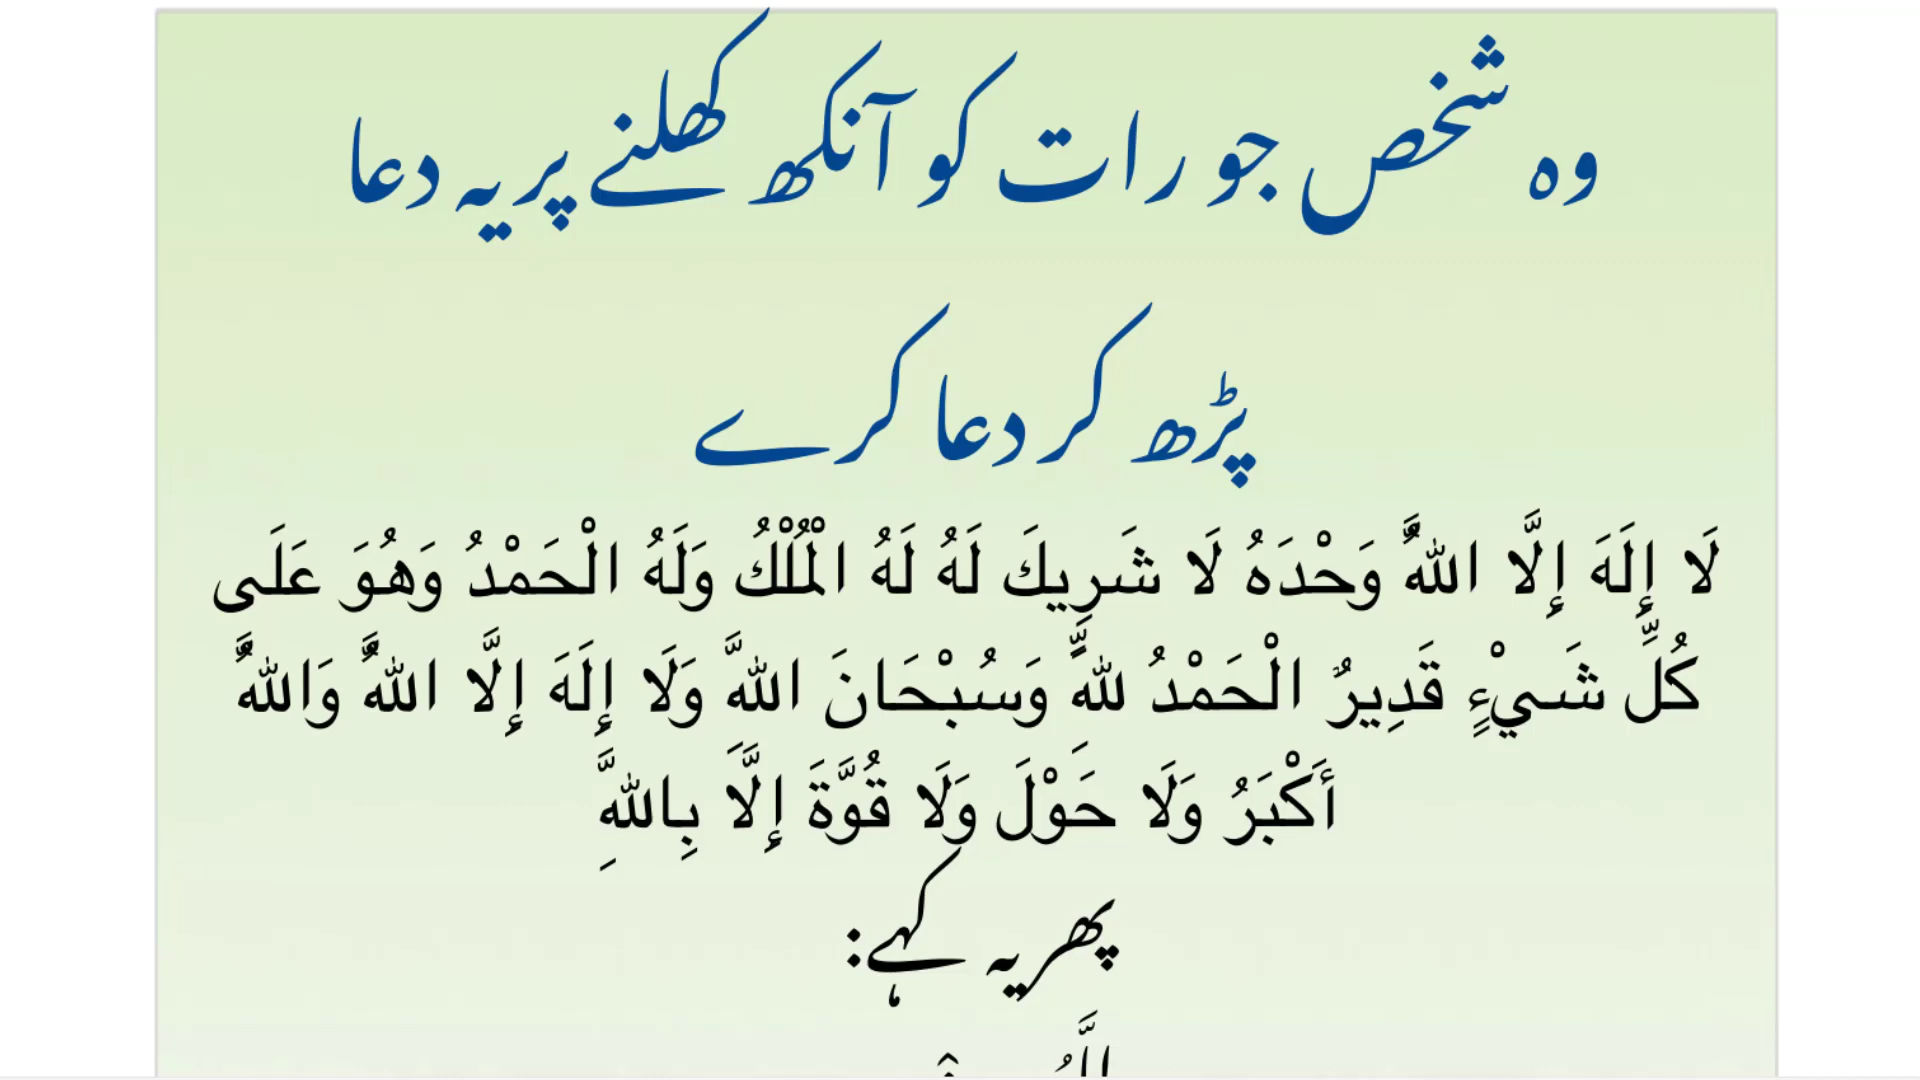 وہ شخص جو رات کو آنکھ کھلنے پر یہ دعا
پڑھ کر دعا کرے
لَا إِلَهَ إِلَّا اللهُ وَحْدَهُ لَا شَرِيكَ لَهُ لَهُ الْمُلْكُ وَلَهُ الْحَمْدُ وَهُوَ عَلَى
كُلِّ شَيْءٍ قَدِيرٌ الْحَمْدُ للهِ وَسُبْحَانَ اللهِ وَلَا إِلَهَ إِلَّا اللهُ وَاللهُ
أَكْبَرُ وَلَا حَوْلَ وَلَا قُوَّةَ إِلَّا بِاللهِ
پھر یہ کہے: